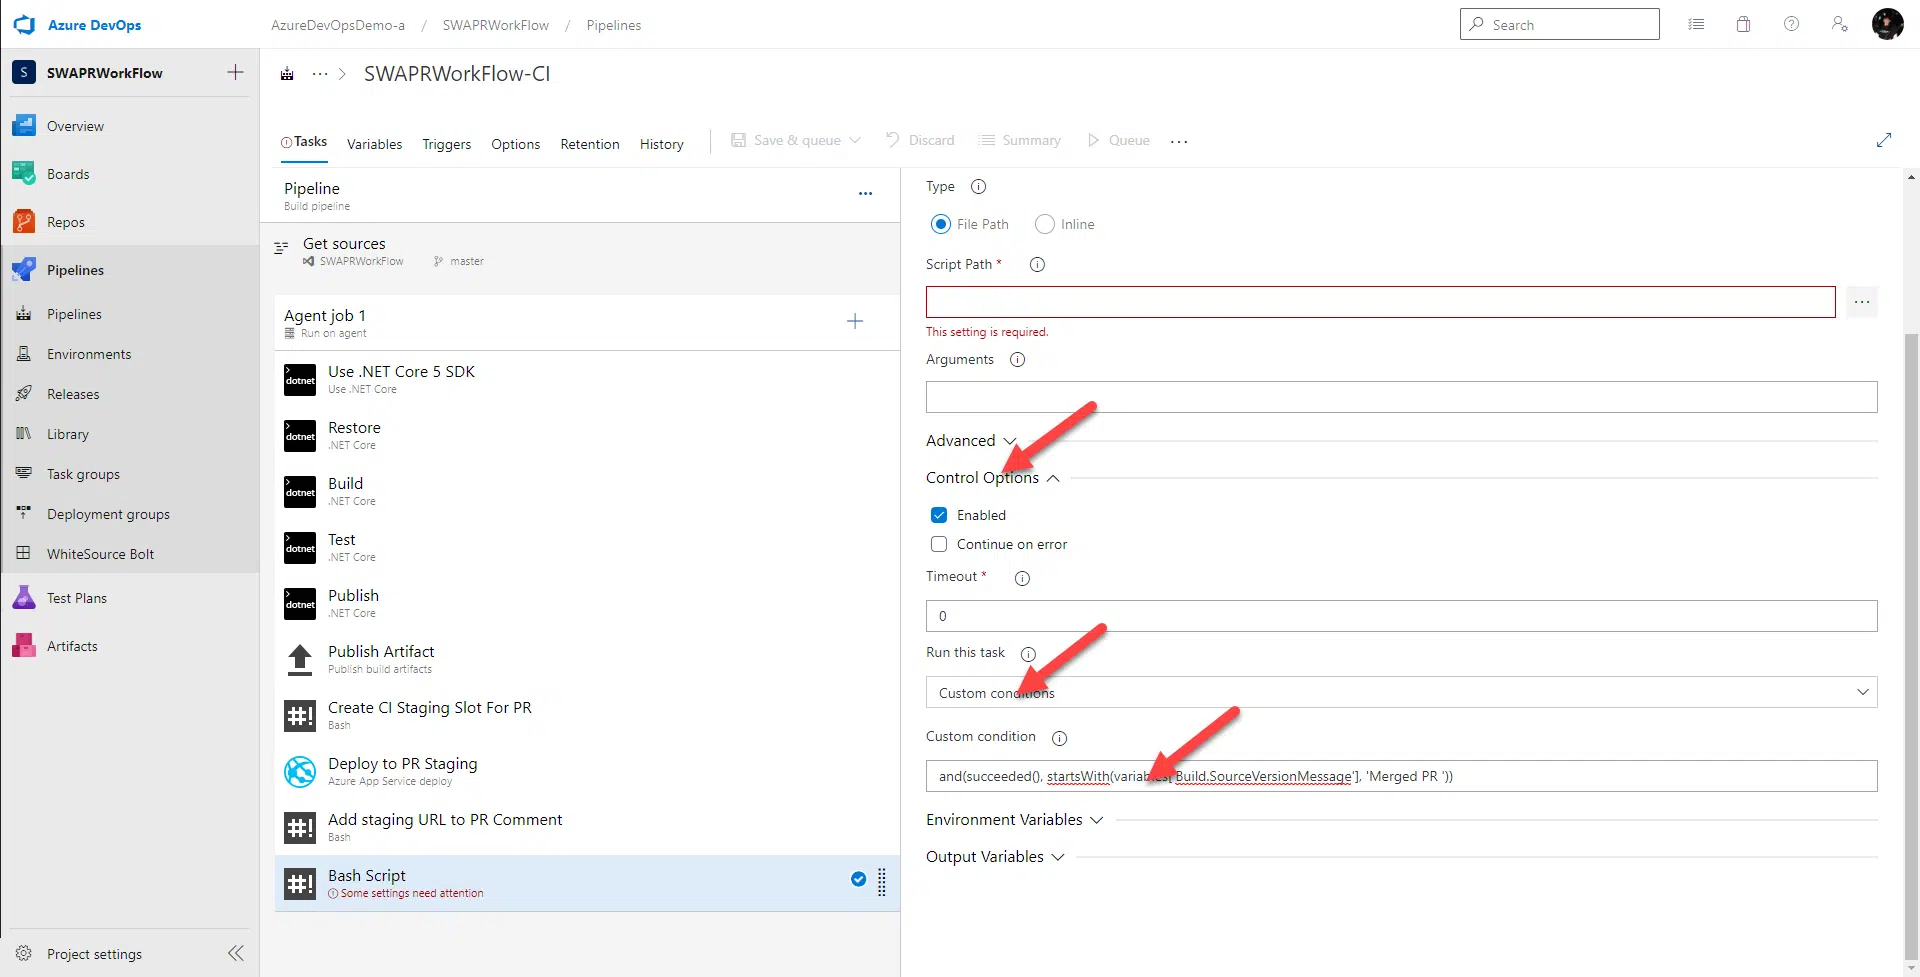 Azure DevOps
AzureDevOpsDemo-a / SWAPRWorkFlow / Pipelines
Search
S SWAPRWorkFlow
... > SWAPRWorkFlow-CI
Overview
Boards
Repos
Pipelines
Pipelines
Environments
Releases
Library
Task groups
Deployment groups
WhiteSource Bolt
Test Plans
Artifacts
Project settings
Tasks Variables Triggers Options Retention History
Save & queue Discard Summary Queue ...
Pipeline
Build pipeline
Get sources
SWAPRWorkFlow master
Agent job 1
Run on agent
dotnet
Use .NET Core 5 SDK
Use .NET Core
dotnet
Restore
.NET Core
dotnet
Build
.NET Core
dotnet
Test
.NET Core
dotnet
Publish
.NET Core
Publish Artifact
Publish build artifacts
#!
Create CI Staging Slot For PR
Bash
Deploy to PR Staging
Azure App Service deploy
#!
Add staging URL to PR Comment
Bash
#!
Bash Script
Some settings need attention
Type
File Path Inline
Script Path *
...
This setting is required.
Arguments
Advanced
Control Options
Enabled
Continue on error
Timeout *
0
Run this task
Custom conditions
Custom condition
and(succeeded(), startsWith(variables['Build.SourceVersionMessage'], 'Merged PR '))
Environment Variables
Output Variables